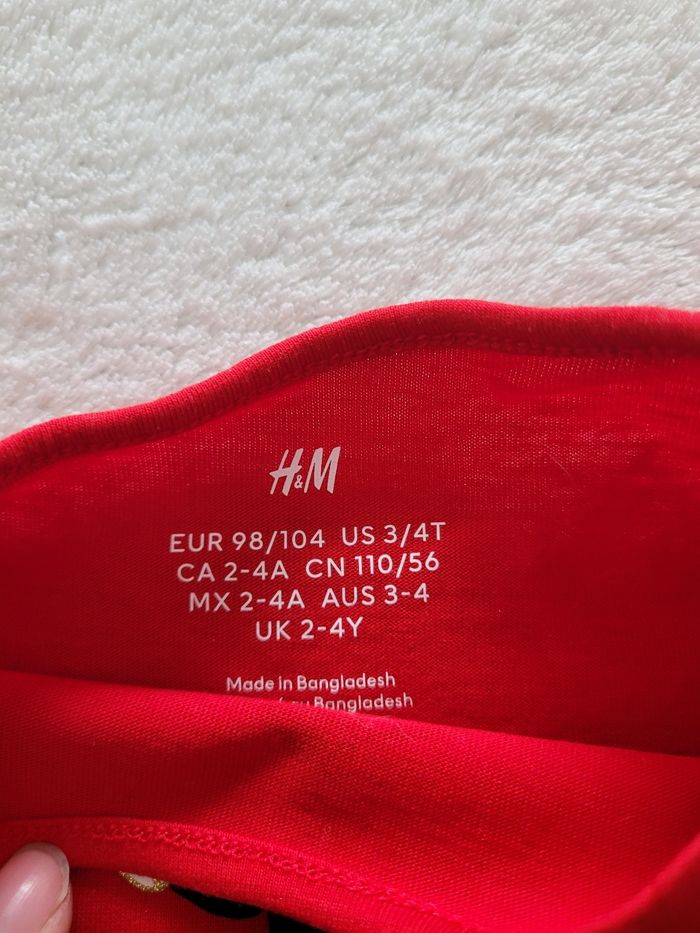 H&M
EUR 98/104 US 3/4T
CA 2-4A CN 110/56
MX 2-4A AUS 3-4
UK 2-4Y
Made in Bangladesh
Bangladesh